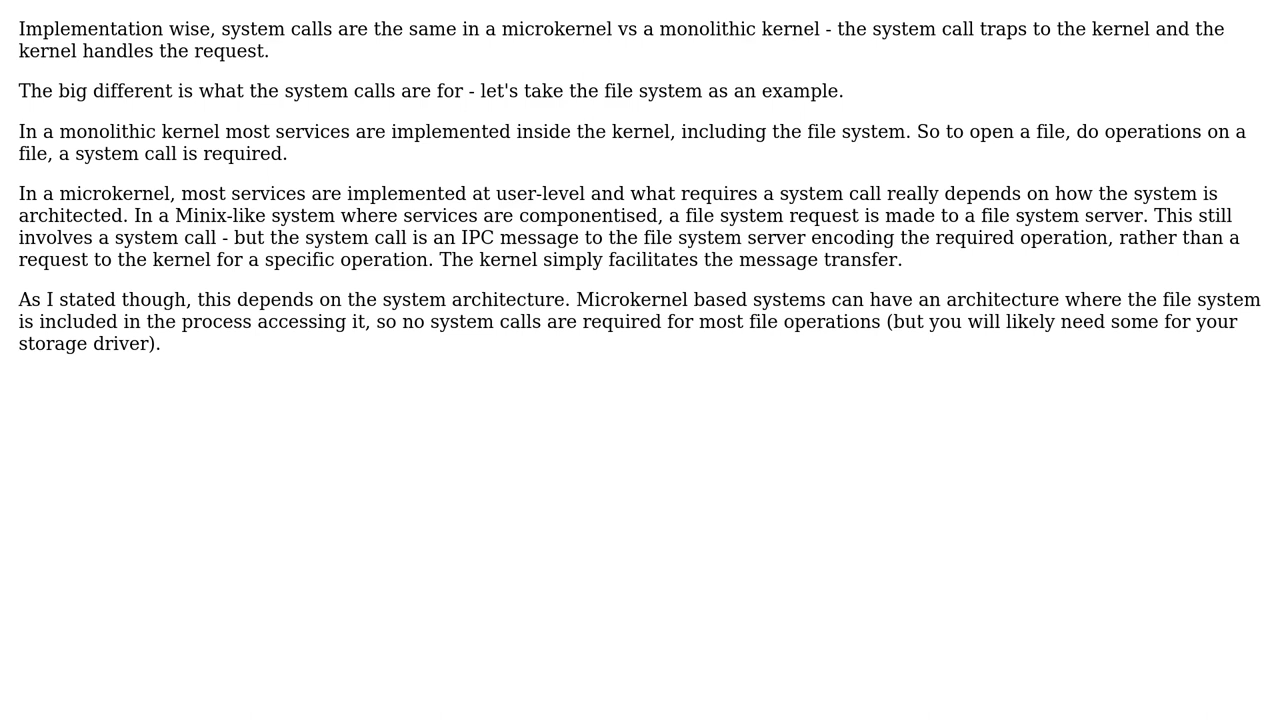 Implementation wise, system calls are the same in a microkernel vs a monolithic kernel - the system call traps to the kernel and the
kernel handles the request.
The big different is what the system calls are for - let's take the file system as an example.
In a monolithic kernel most services are implemented inside the kernel, including the file system. So to open a file, do operations on a
file, a system call is required.
In a microkernel, most services are implemented at user-level and what requires a system call really depends on how the system is
architected. In a Minix-like system where services are componentised, a file system request is made to a file system server. This still
involves a system call - but the system call is an IPC message to the file system server encoding the required operation, rather than a
request to the kernel for a specific operation. The kernel simply facilitates the message transfer.
As I stated though, this depends on the system architecture. Microkernel based systems can have an architecture where the file system
is included in the process accessing it, so no system calls are required for most file operations (but you will likely need some for your
storage driver).